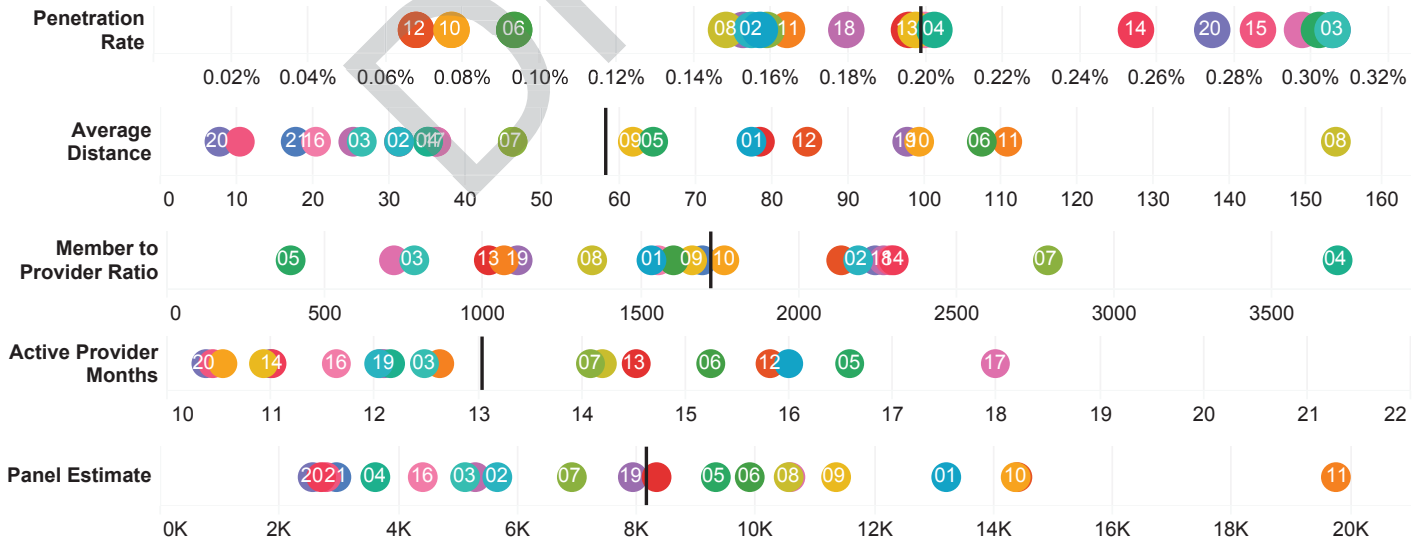 Penetration
Rate
12 10 06 08 02 11 18 13 04 14 20 15 03
0.02% 0.04% 0.06% 0.08% 0.10% 0.12% 0.14% 0.16% 0.18% 0.20% 0.22% 0.24% 0.26% 0.28% 0.30% 0.32%
Average
Distance
20 21 16 03 02 04 17 07 09 05 01 12 19 10 06 11 08
0 10 20 30 40 50 60 70 80 90 100 110 120 130 140 150 160
Member to
Provider Ratio
05 03 13 19 08 01 09 10 02 18 14 07 04
0 500 1000 1500 2000 2500 3000 3500
Active Provider
Months
20 14 16 19 03 07 13 06 12 05 17
10 11 12 13 14 15 16 17 18 19 20 21 22
Panel Estimate
20 21 04 16 03 02 07 19 05 06 08 09 01 10 11
0K 2K 4K 6K 8K 10K 12K 14K 16K 18K 20K